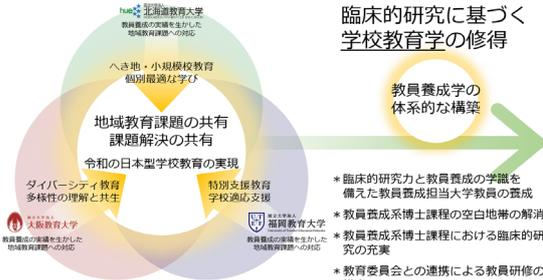 hue 北海道教育大学
教員養成の実績を生かした
地域教育課題への対応
へき地・小規模校教育
個別最適な学び
地域教育課題の共有
課題解決の共有
令和の日本型学校教育の実現
ダイバーシティ教育
多様性の理解と共生
特別支援教育
学校適応支援
大阪教育大学
教員養成の実績を生かした
地域教育課題への対応
国立大学法人
福岡教育大学
University of Teacher Education Fukuoka
教員養成の実績を生かした
地域教育課題への対応
臨床的研究に基づく
学校教育学の修得
教員養成学の
体系的な構築
*臨床的研究力と教員養成の学識を
備えた教員養成担当大学教員の養成
*教員養成系博士課程の空白地帯の解消
*教員養成系博士課程における臨床的研
究の充実
*教育委員会との連携による教員研修の